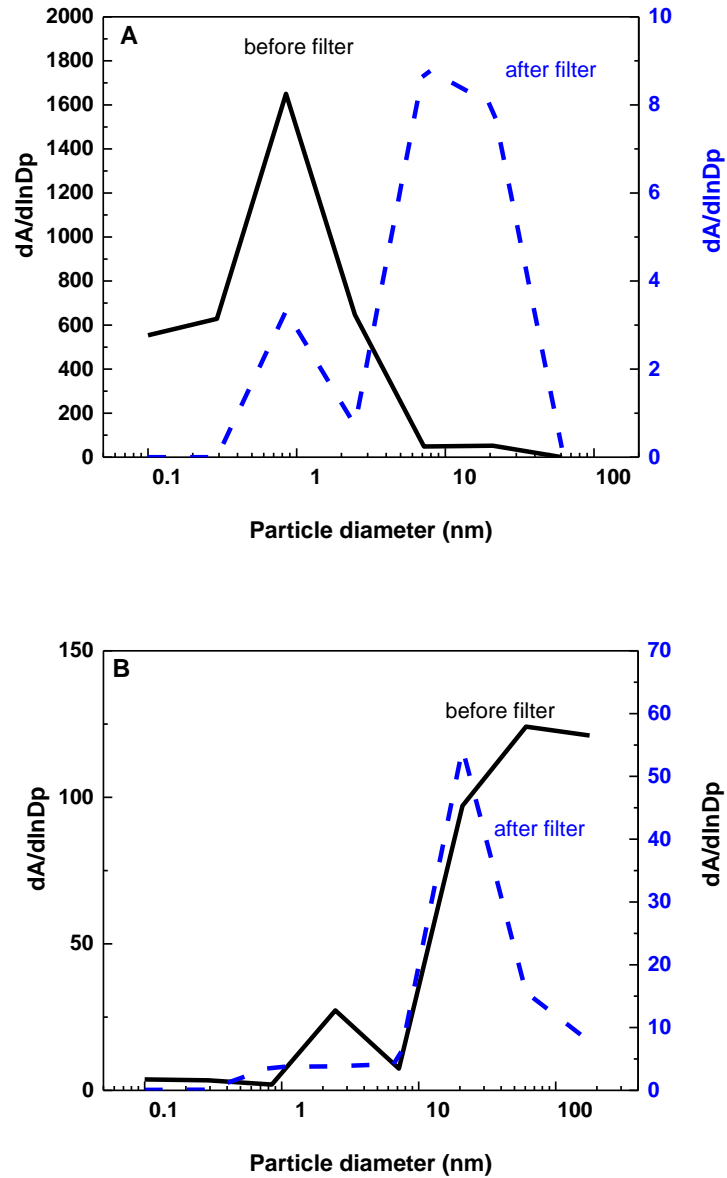 A
before filter
after filter
2000
1800
1600
1400
1200
1000
800
600
400
200
0
dA/dlnDp
10
8
6
4
2
0
dA/dlnDp
0.1 1 10 100
Particle diameter (nm)
B
before filter
after filter
150
100
50
0
dA/dlnDp
70
60
50
40
30
20
10
0
dA/dlnDp
0.1 1 10 100
Particle diameter (nm)